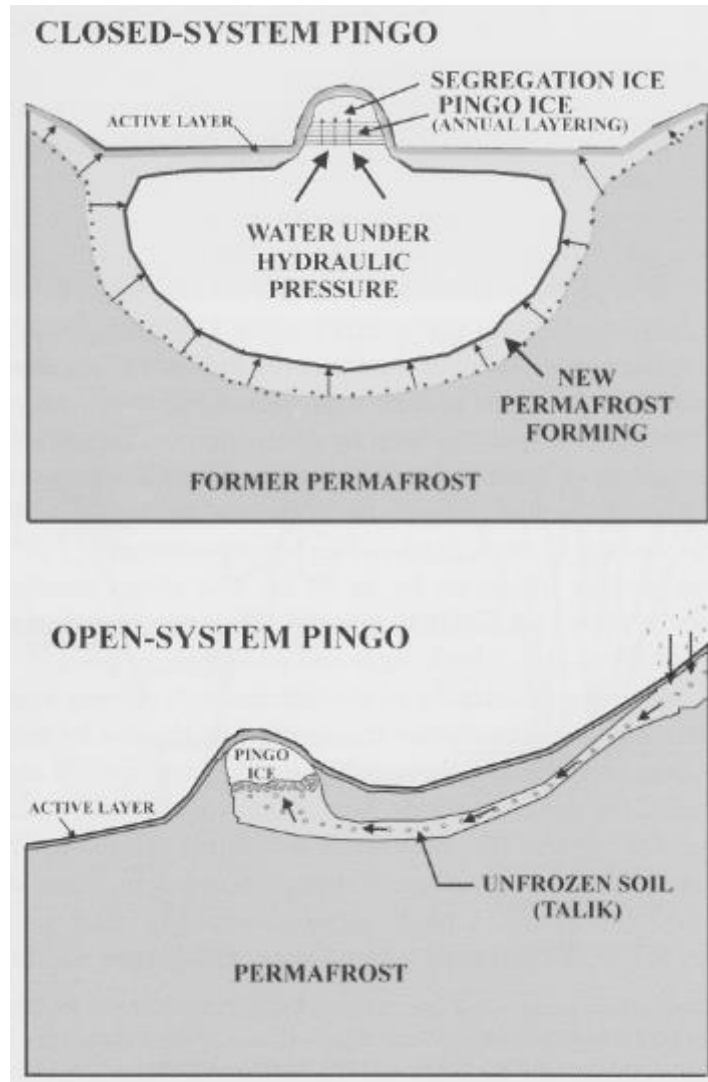 CLOSED-SYSTEM PINGO
SEGREGATION ICE
PINGO ICE
(ANNUAL LAYERING)
ACTIVE LAYER
WATER UNDER
HYDRAULIC
PRESSURE
NEW
PERMAFROST
FORMING
FORMER PERMAFROST
OPEN-SYSTEM PINGO
PINGO
ICE
ACTIVE LAYER
UNFROZEN SOIL
(TALIK)
PERMAFROST